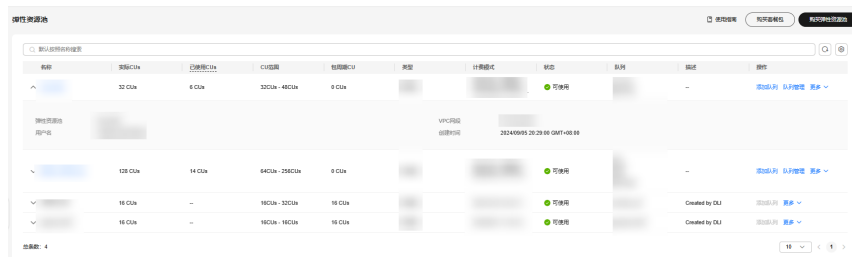 弹性资源池 使用指南 购买套餐包 购买弹性资源池
默认按照名称搜索
名称 实际CUs 已使用CUs CU范围 包周期CU 类型 计费模式 状态 队列 描述 操作
32 CUs 6 CUs 32CUs - 48CUs 0 CUs 可使用 -- 添加队列 队列管理 更多
弹性资源池 VPC网段
用户名 创建时间 2024/09/05 20:29:00 GMT+08:00
128 CUs 14 CUs 64CUs - 256CUs 0 CUs 可使用 -- 添加队列 队列管理 更多
16 CUs -- 16CUs - 32CUs 16 CUs 可使用 Created by DLI 添加队列 更多
16 CUs -- 16CUs - 16CUs 16 CUs 可使用 Created by DLI 添加队列 更多
总条数: 4 10 < 1 >